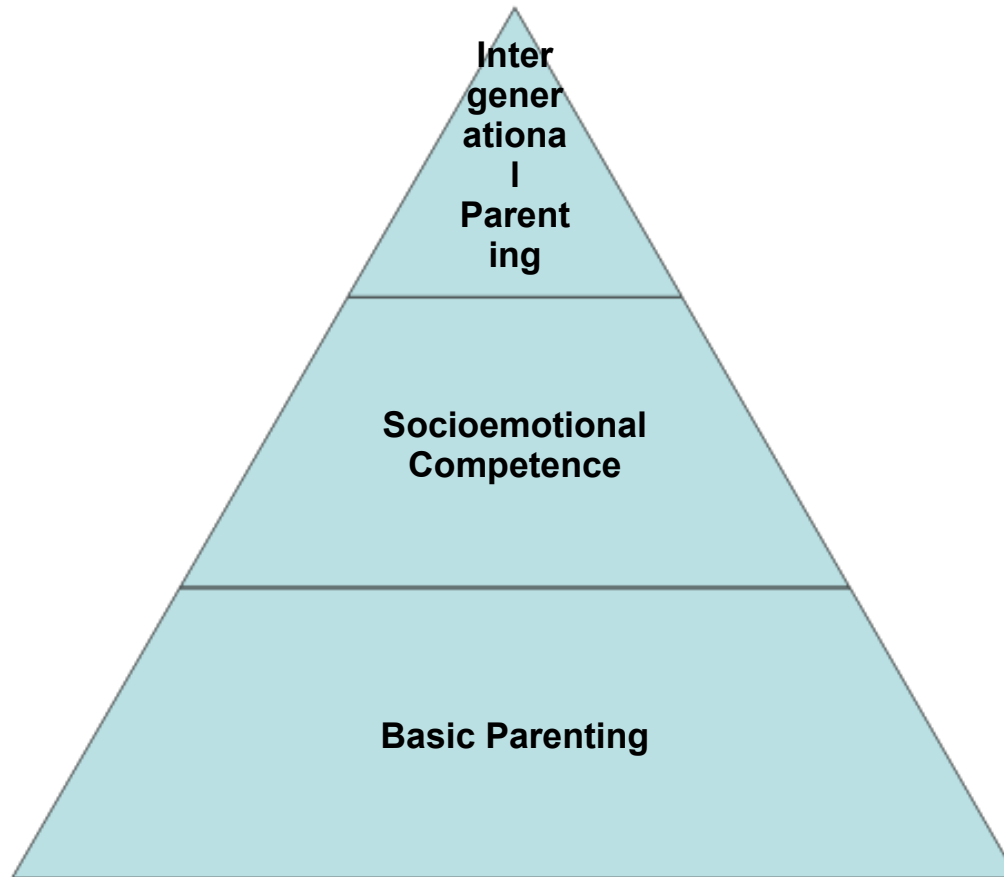 Inter
gener
ationa
l
Parent
ing
Socioemotional
Competence
Basic Parenting